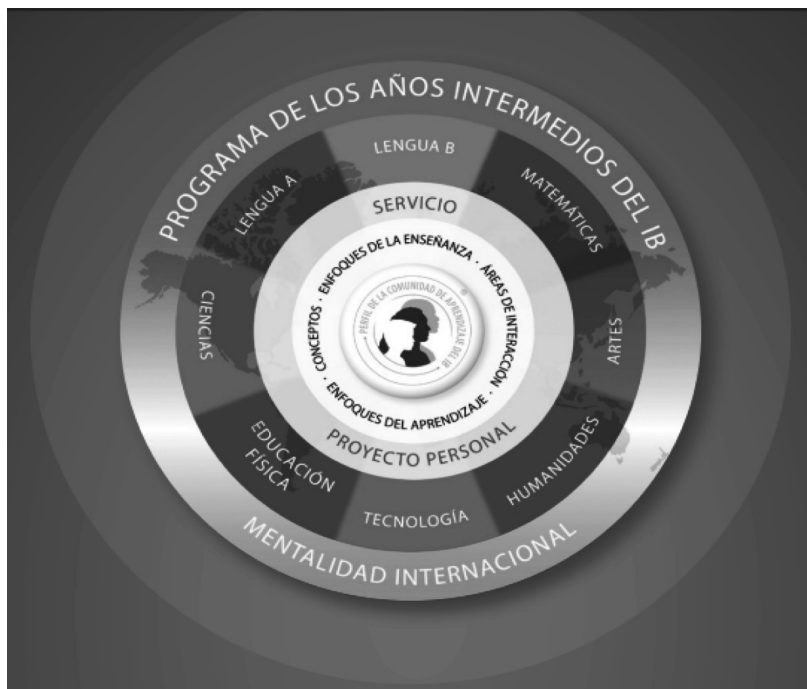 PROGRAMA DE LOS AÑOS INTERMEDIOS DEL IB
LENGUA B
MATEMÁTICAS
ARTES
HUMANIDADES
TECNOLOGÍA
EDUCACIÓN
FÍSICA
CIENCIAS
LENGUA A
SERVICIO
PROYECTO PERSONAL
CONCEPTOS · ENFOQUES DE LA ENSEÑANZA · ÁREAS DE INTERACCIÓN · ENFOQUES DEL APRENDIZAJE ·
PERFIL DE LA COMUNIDAD DE APRENDIZAJE DEL IB
®
MENTALIDAD INTERNACIONAL